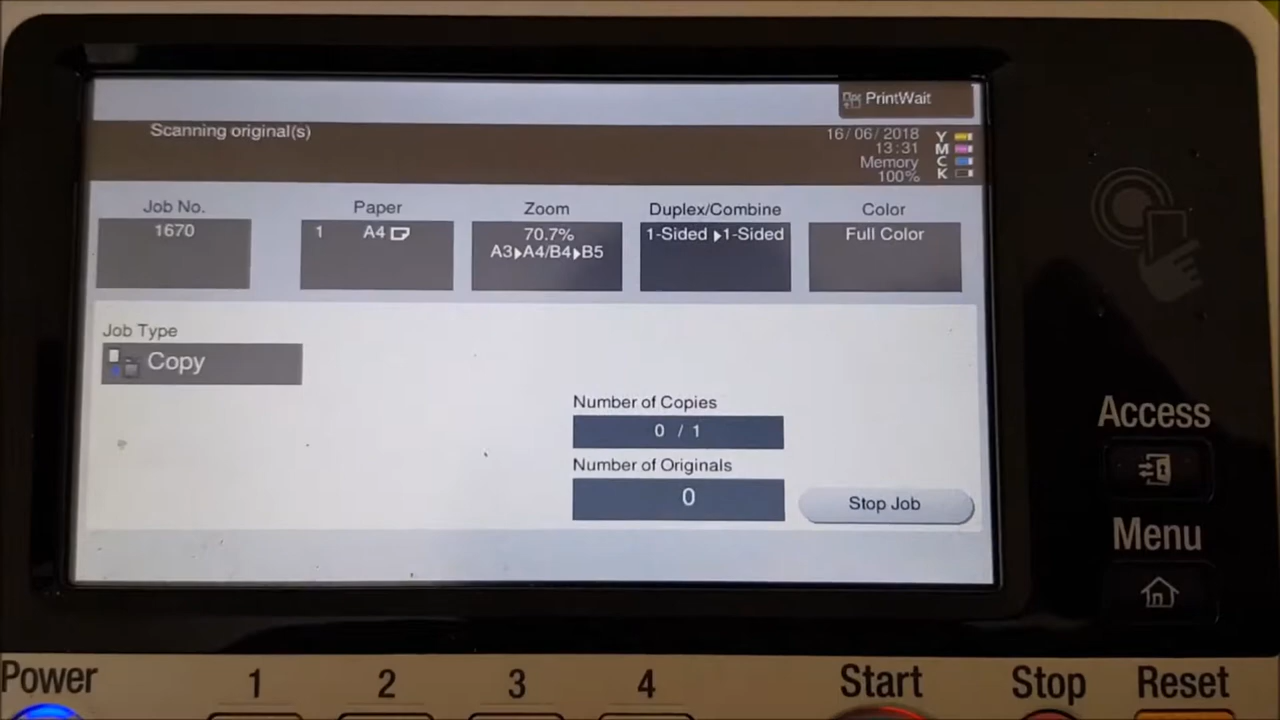 PrintWait
Scanning original(s)
16/06/2018
13:31
Memory
100%
Y
M
C
K
Job No.
1670
Paper
1 A4
Zoom
70.7%
A3▸A4/B4▸B5
Duplex/Combine
1-Sided ▸1-Sided
Color
Full Color
Job Type
Copy
Number of Copies
0 / 1
Number of Originals
0
Stop Job
Access
Menu
Power
1 2 3 4
Start
Stop
Reset